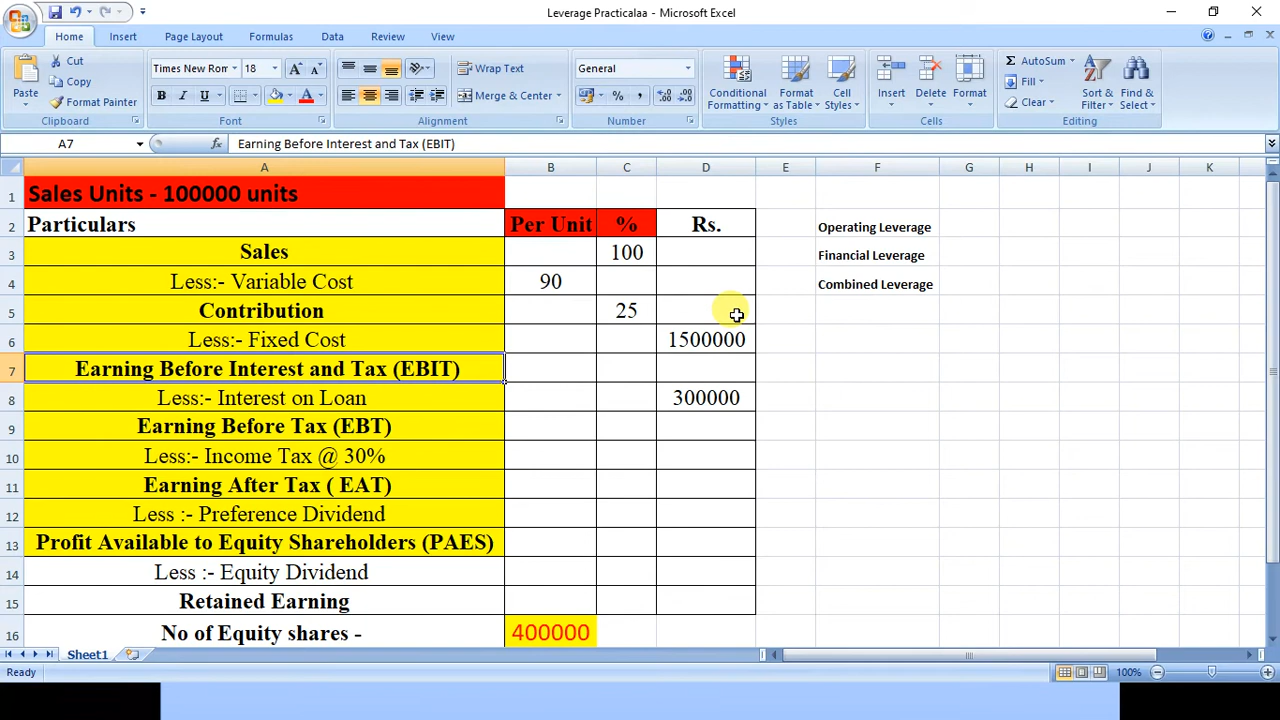 Leverage Practicalaa - Microsoft Excel
Home Insert Page Layout Formulas Data Review View
Paste
Cut
Copy
Format Painter
Clipboard
Times New Rom 18 A A
B I U A
Font
Wrap Text
Merge & Center
Alignment
General
% ,
Number
Conditional Formatting
Format as Table
Cell Styles
Styles
Insert Delete Format
Cells
Σ AutoSum
Fill
Clear
Sort & Filter
Find & Select
Editing
A7 fx Earning Before Interest and Tax (EBIT)
A B C D E F G H I J K
1 Sales Units - 100000 units
2 Particulars Per Unit % Rs. Operating Leverage
3 Sales 100 Financial Leverage
4 Less:- Variable Cost 90 Combined Leverage
5 Contribution 25
6 Less:- Fixed Cost 1500000
7 Earning Before Interest and Tax (EBIT)
8 Less:- Interest on Loan 300000
9 Earning Before Tax (EBT)
10 Less:- Income Tax @ 30%
11 Earning After Tax ( EAT)
12 Less :- Preference Dividend
13 Profit Available to Equity Shareholders (PAES)
14 Less :- Equity Dividend
15 Retained Earning
16 No of Equity shares - 400000
Sheet1
Ready 100%